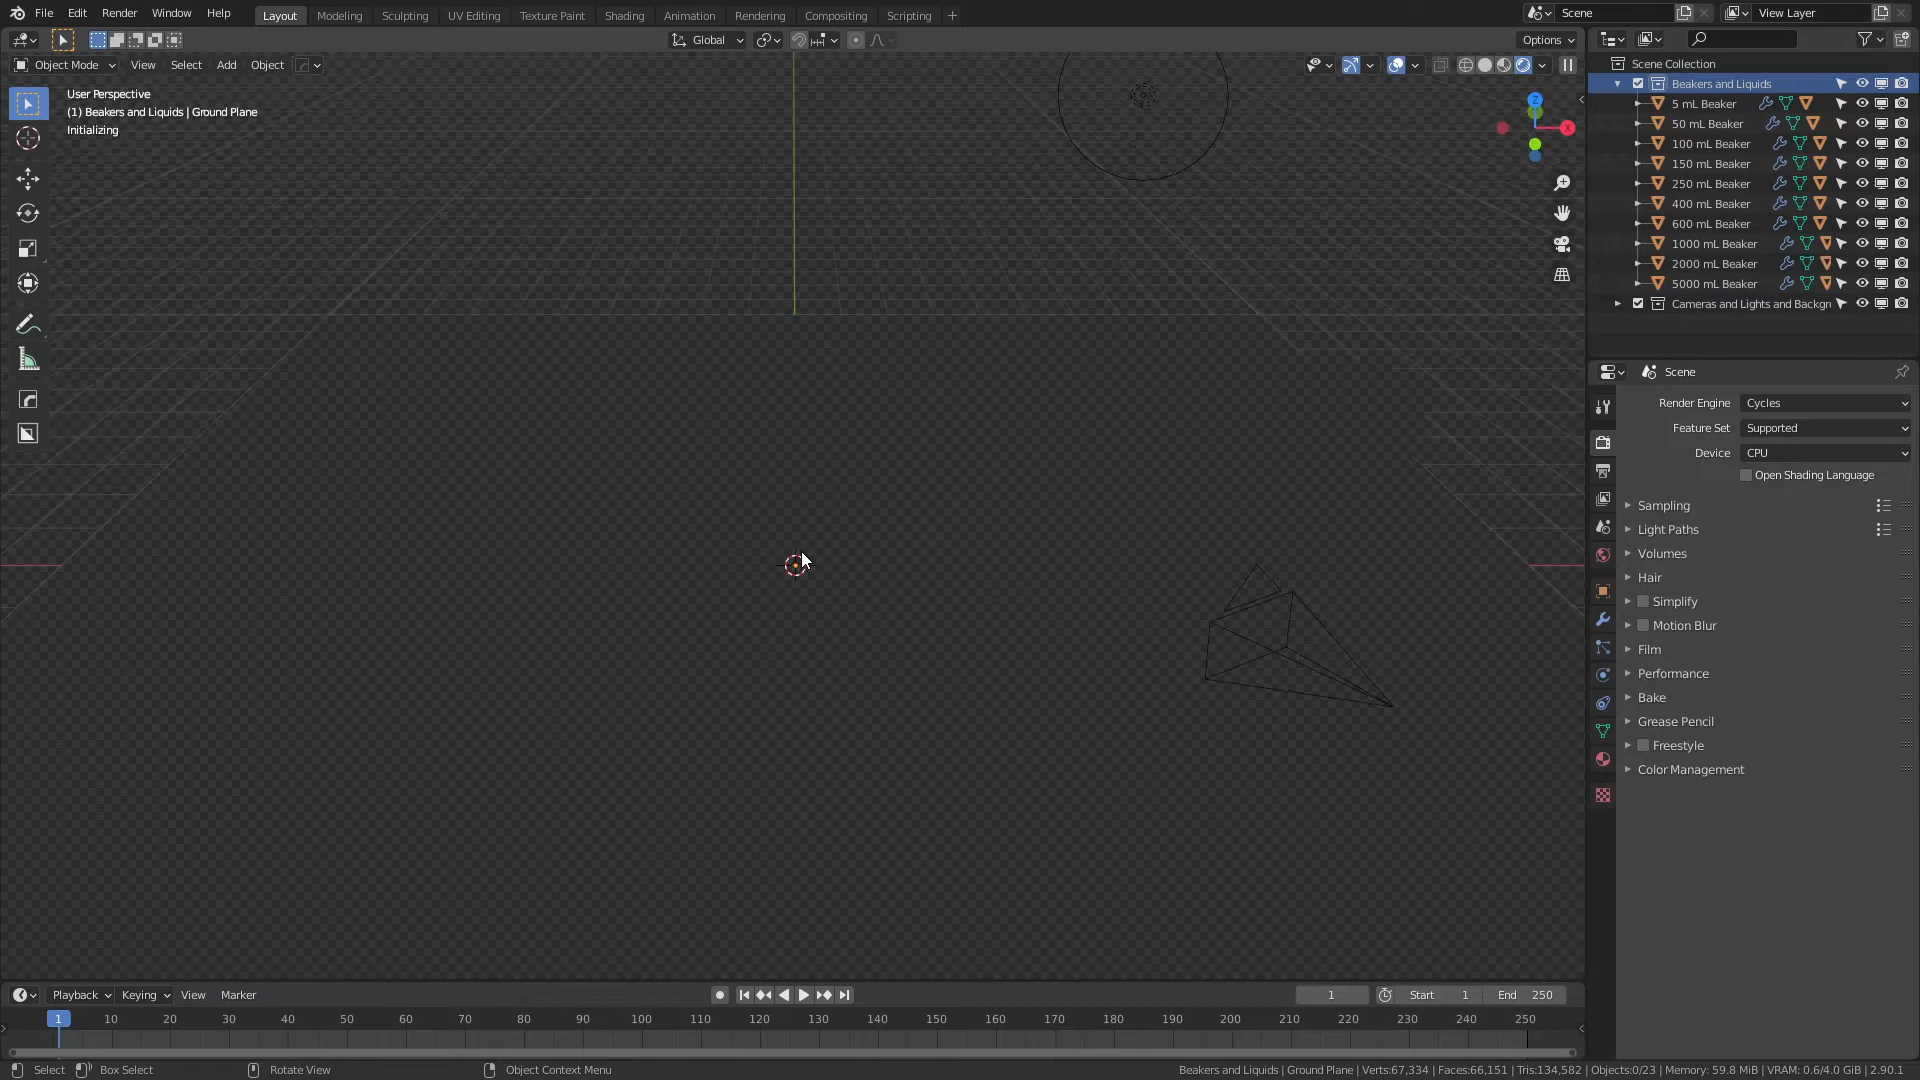 File Edit Render Window Help Layout Modeling Sculpting UV Editing Texture Paint Shading Animation Rendering Compositing Scripting + Scene View Layer
Global Options
Object Mode View Select Add Object
User Perspective
(1) Beakers and Liquids | Ground Plane
Initializing
Z
X
Scene Collection
Beakers and Liquids
5 mL Beaker
50 mL Beaker
100 mL Beaker
150 mL Beaker
250 mL Beaker
400 mL Beaker
600 mL Beaker
1000 mL Beaker
2000 mL Beaker
5000 mL Beaker
Cameras and Lights and Backgr
Scene
Render Engine Cycles
Feature Set Supported
Device CPU
Open Shading Language
Sampling
Light Paths
Volumes
Hair
Simplify
Motion Blur
Film
Performance
Bake
Grease Pencil
Freestyle
Color Management
Playback Keying View Marker 1 Start 1 End 250
1 10 20 30 40 50 60 70 80 90 100 110 120 130 140 150 160 170 180 190 200 210 220 230 240 250
Select Box Select Rotate View Object Context Menu Beakers and Liquids | Ground Plane | Verts:67,334 | Faces:66,151 | Tris:134,582 | Objects:0/23 | Memory: 59.8 MiB | VRAM: 0.6/4.0 GiB | 2.90.1